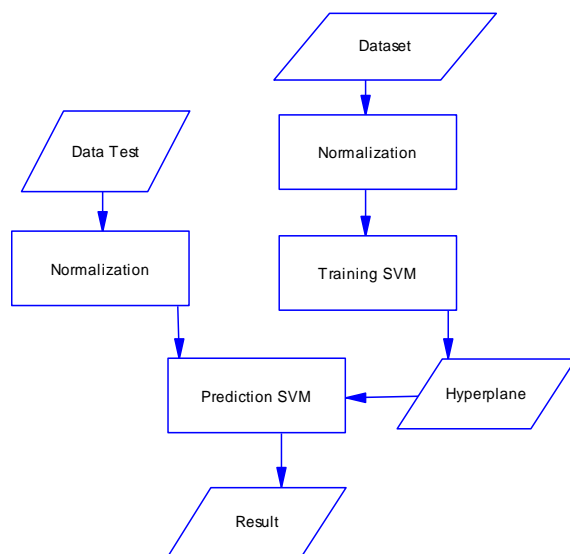 Dataset
Data Test
Normalization
Normalization
Training SVM
Prediction SVM
Hyperplane
Result